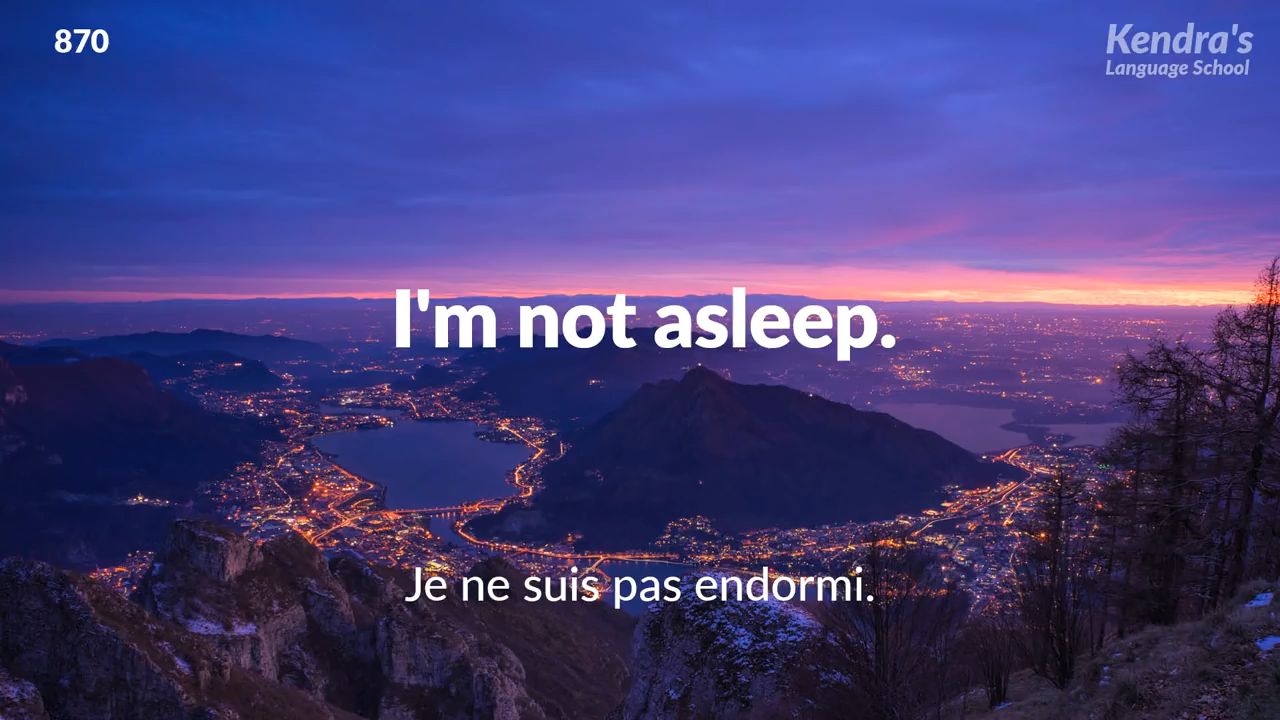 870
Kendra's
Language School
I'm not asleep.
Je ne suis pas endormi.